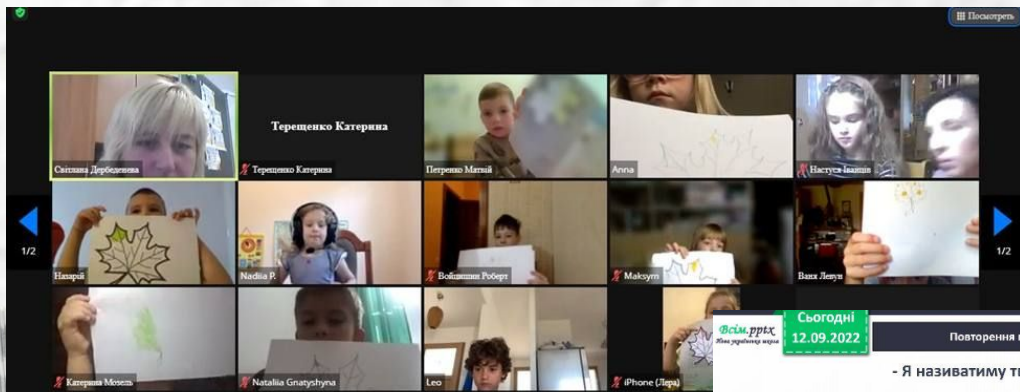 Посмотреть
Світлана Дербеденева
Терещенко Катерина
Терещенко Катерина
Петренко Матвій
Anna
Настуся Іванців
1/2
1/2
Назарій
Nadiia P.
Войцишин Роберт
Maksym
Ваня Левун
Катерина Мозель
Nataliia Gnatyshyna
Leo
iPhone (Лера)
Всім.pptx
Нова українська школа
Сьогодні
12.09.2022
Повторення
- Я називатиму